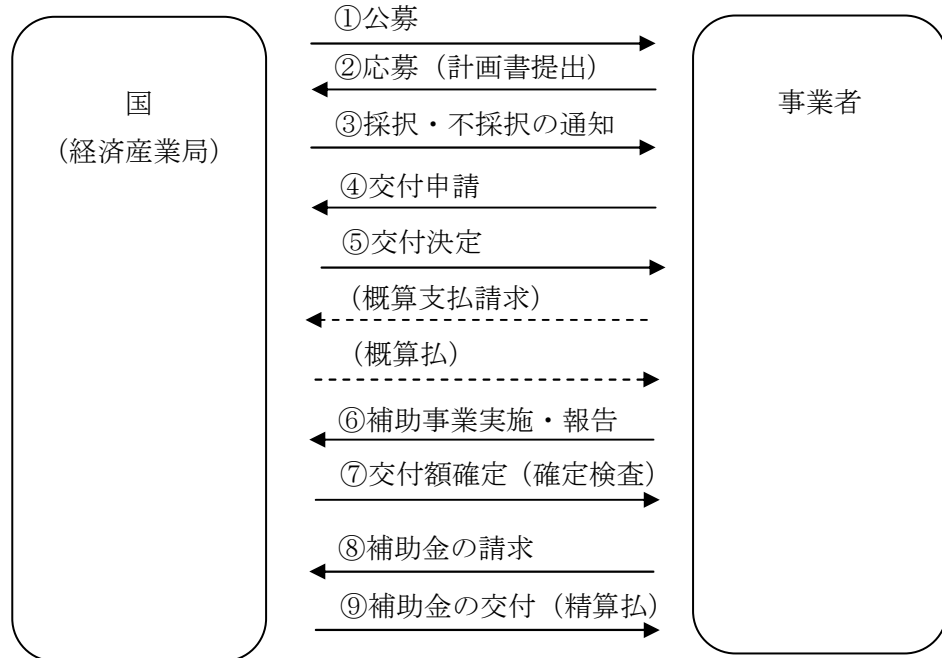 ①公募
②応募（計画書提出）
国
（経済産業局）
事業者
③採択・不採択の通知
④交付申請
⑤交付決定
（概算支払請求）
（概算払）
⑥補助事業実施・報告
⑦交付額確定（確定検査）
⑧補助金の請求
⑨補助金の交付（精算払）